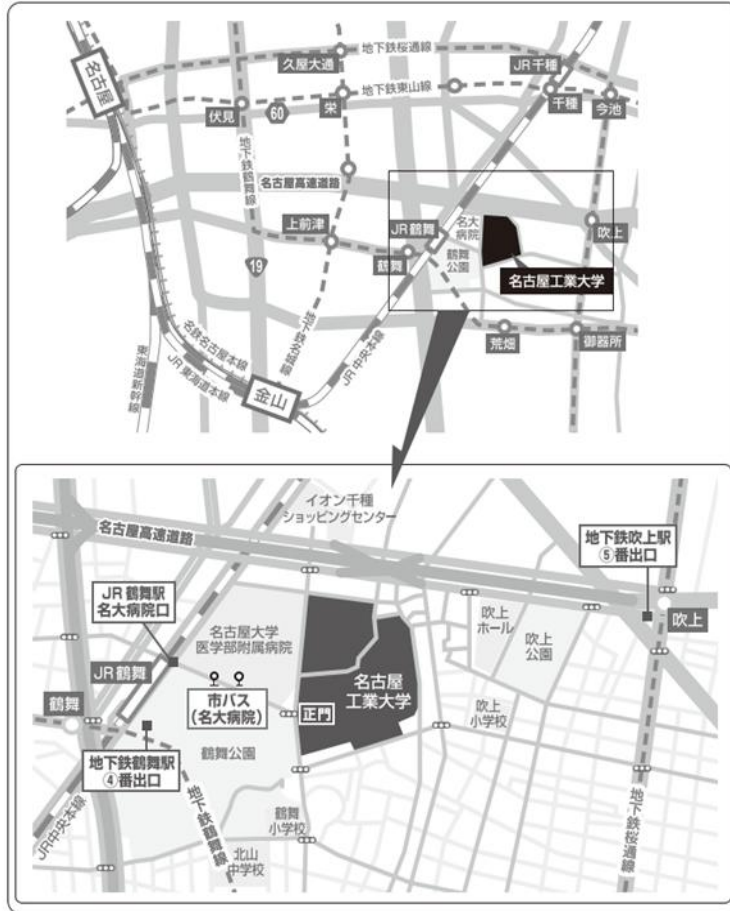 地下鉄桜通線
久屋大通
JR千種
名古屋
地下鉄東山線
栄
千種
今池
伏見
60
地下鉄鶴舞線
名古屋高速道路
上前津
JR鶴舞
名大
病院
吹上
鶴舞
鶴舞
公園
名古屋工業大学
19
地下鉄名城線
JR中央本線
荒畑
御器所
名鉄名古屋本線
JR東海道本線
東海道新幹線
金山
イオン千種
ショッピングセンター
名古屋高速道路
地下鉄吹上駅
⑤番出口
JR鶴舞駅
名大病院口
名古屋大学
医学部附属病院
吹上
ホール
吹上
公園
吹上
JR鶴舞
名古屋
工業大学
鶴舞
市バス
(名大病院)
正門
吹上
小学校
地下鉄鶴舞駅
④番出口
鶴舞公園
地下鉄鶴舞線
JR中央本線
鶴舞
小学校
北山
中学校
地下鉄桜通線